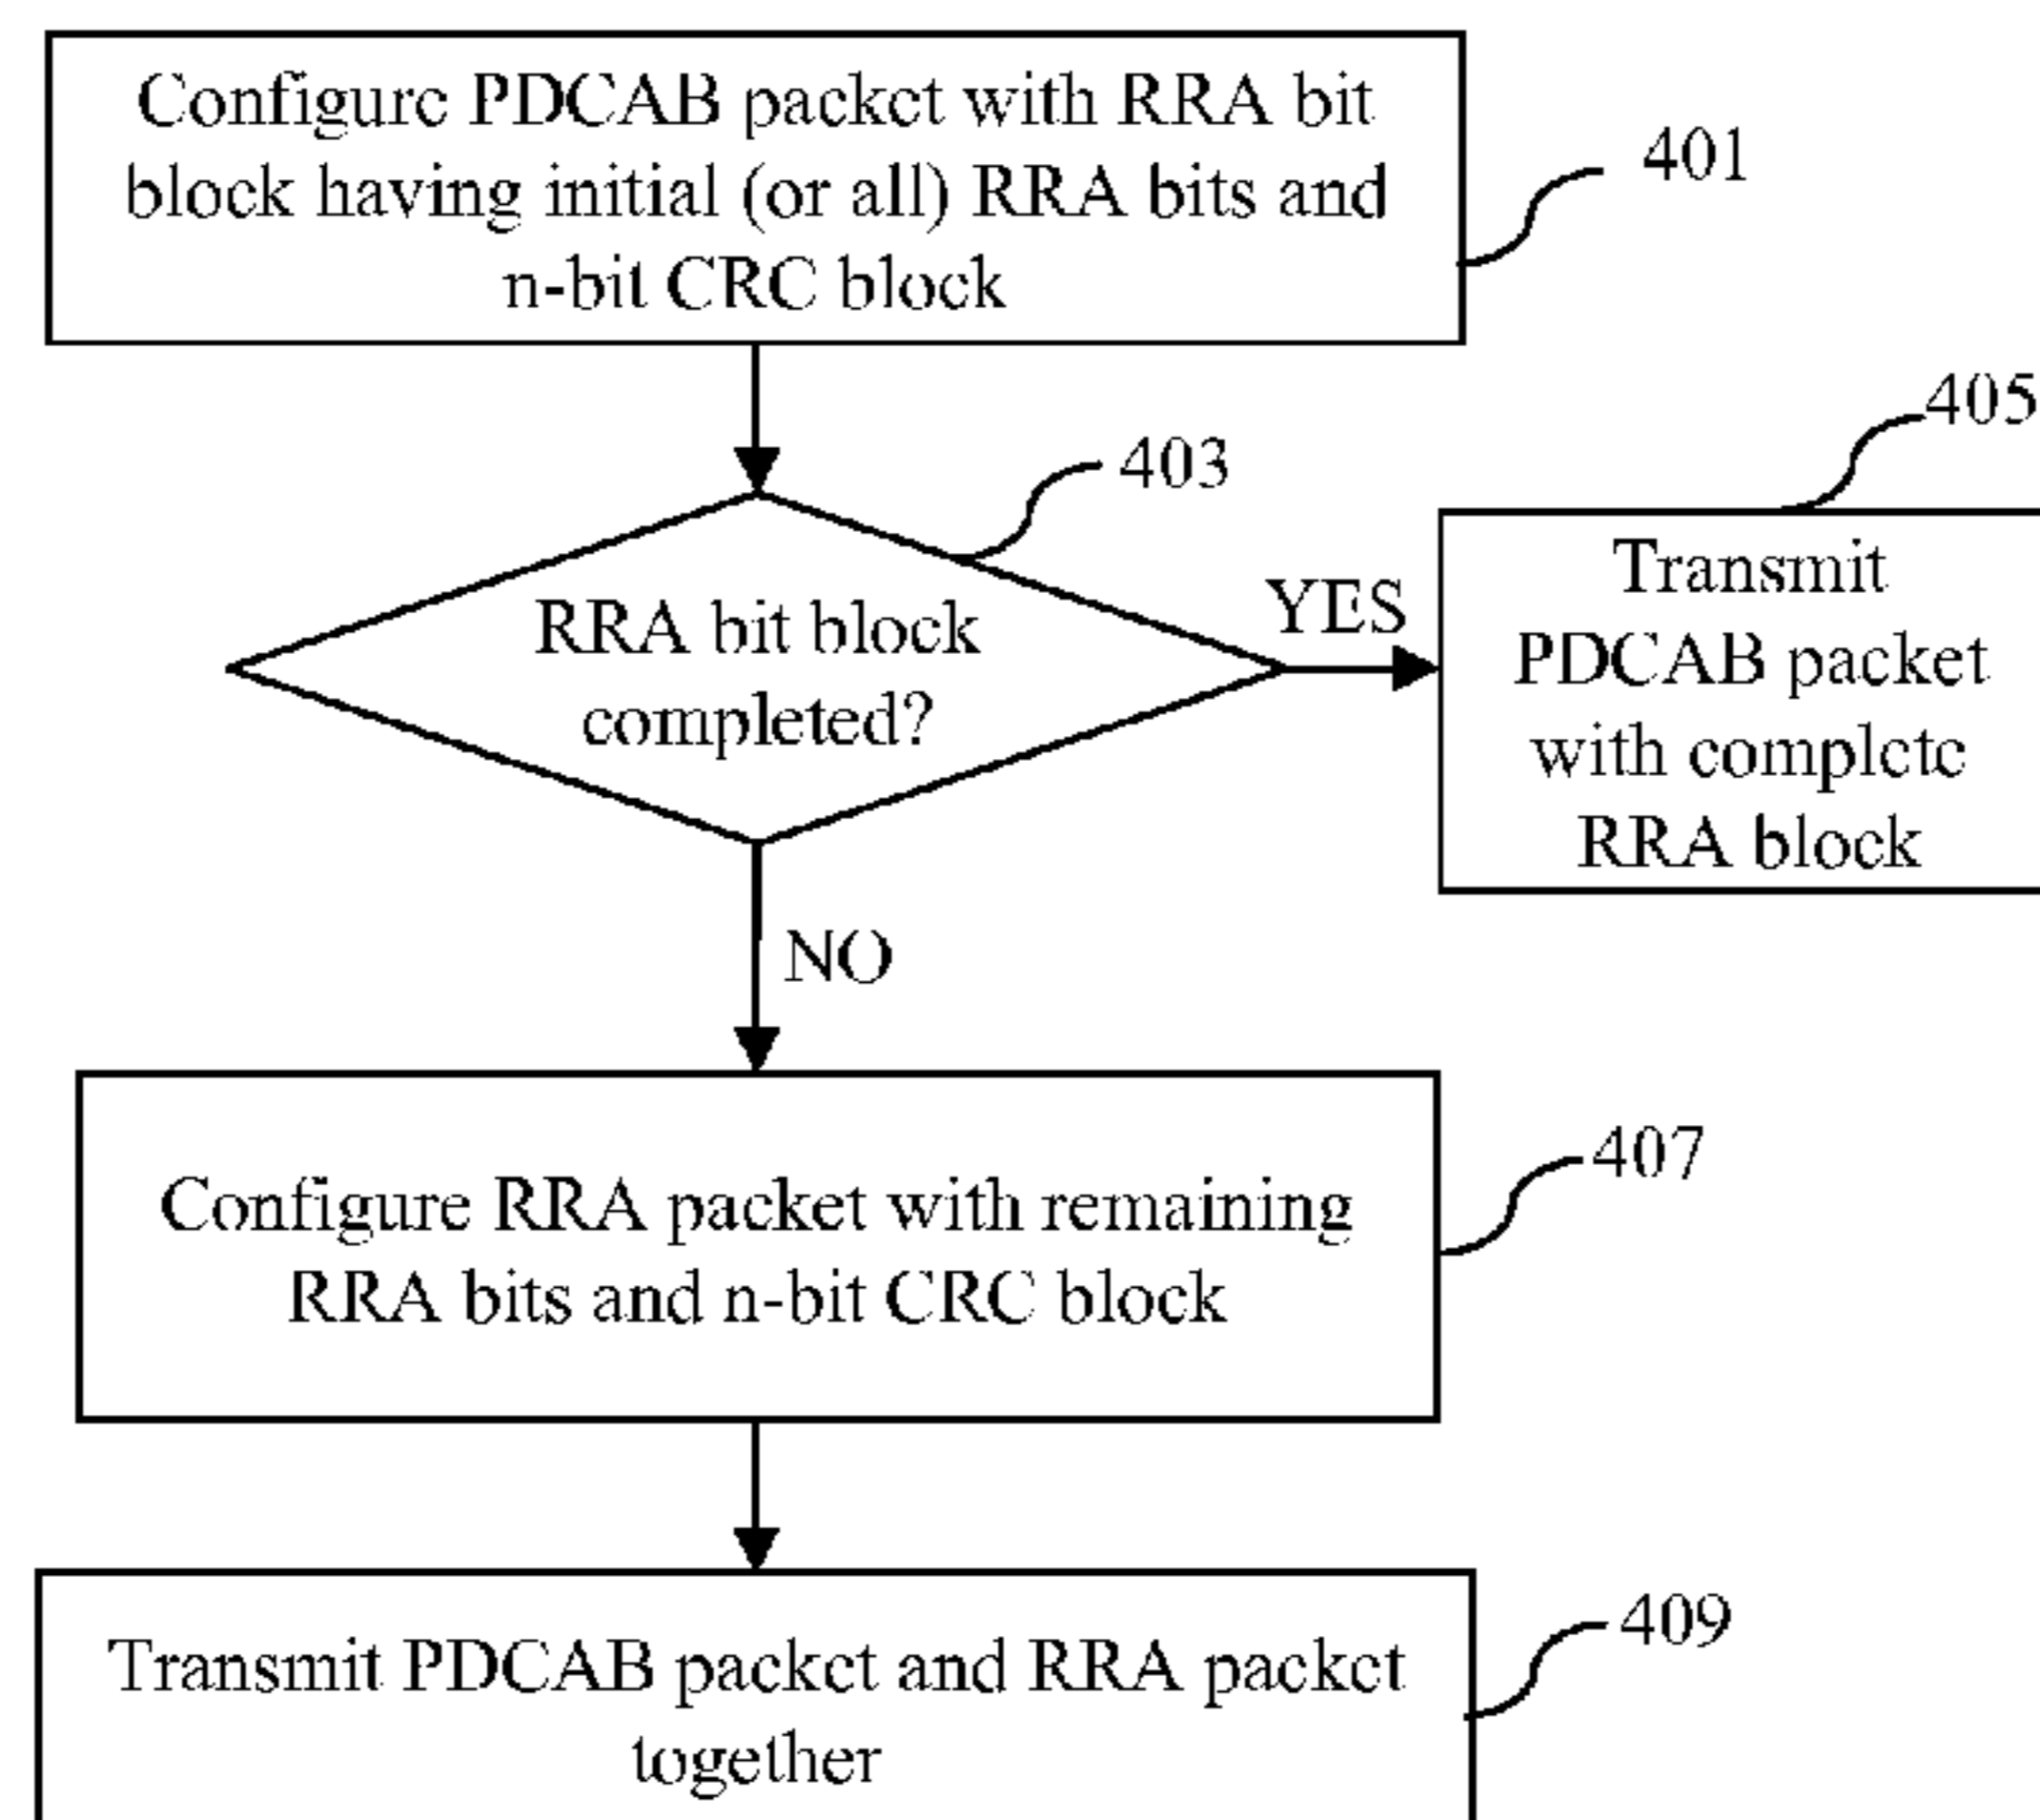 Configure PDCAB packet with RRA bit
block having initial (or all) RRA bits and
n-bit CRC block
401
403
405
RRA bit block
completed?
YES
Transmit
PDCAB packet
with complete
RRA block
NO
407
Configure RRA packet with remaining
RRA bits and n-bit CRC block
409
Transmit PDCAB packet and RRA packet
together